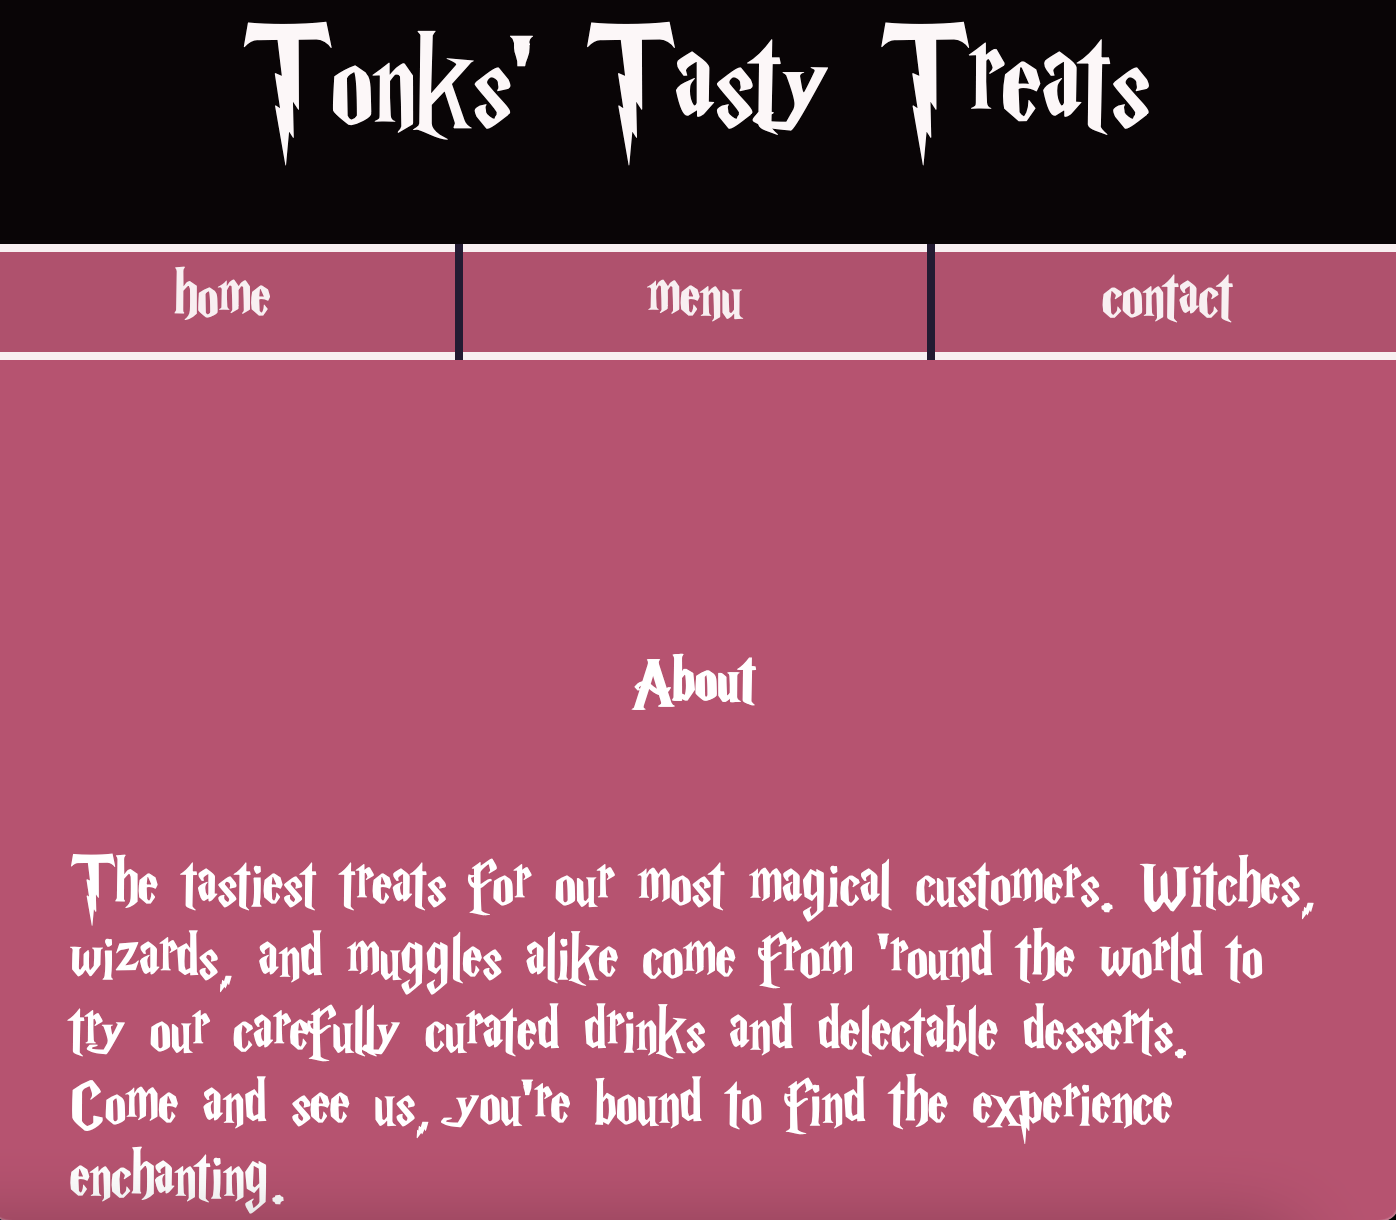 Tonks' Tasty Treats
home
menu
contact
About
The tastiest treats for our most magical customers. Witches,
wizards, and muggles alike come from 'round the world to
try our carefully curated drinks and delectable desserts.
Come and see us, you're bound to find the experience
enchanting.